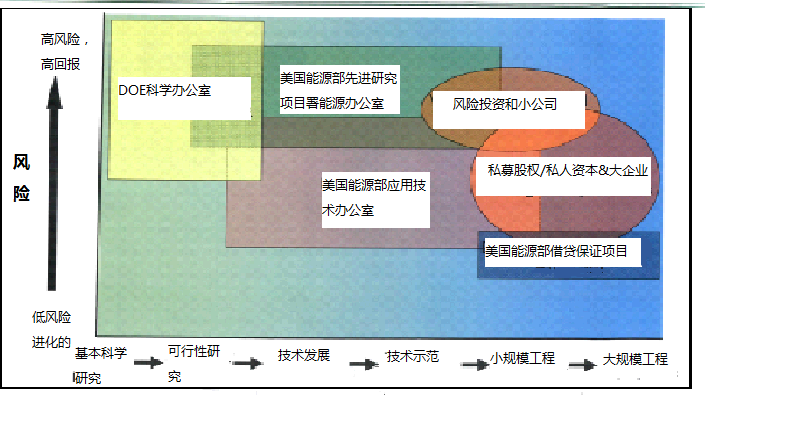 高风险，
高回报
风
险
低风险
进化的
DOE科学办公室
美国能源部先进研究
项目署能源办公室
风险投资和小公司
私募股权/私人资本&大企业
美国能源部应用技
术办公室
美国能源部借贷保证项目
基本科学
研究
可行性研
究
技术发展
技术示范
小规模工程
大规模工程